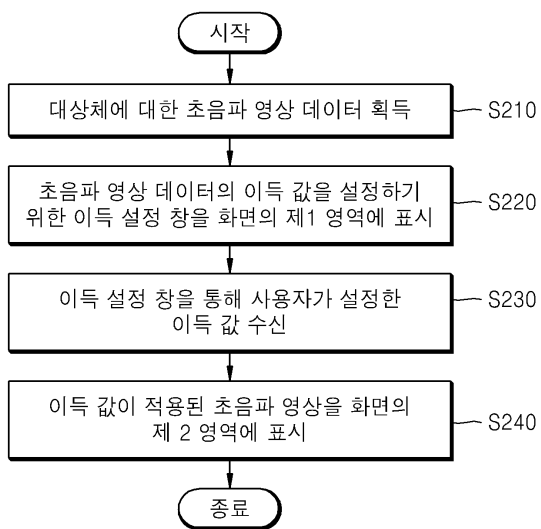 시작
대상체에 대한 초음파 영상 데이터 획득
S210
초음파 영상 데이터의 이득 값을 설정하기
위한 이득 설정 창을 화면의 제1 영역에 표시
S220
이득 설정 창을 통해 사용자가 설정한
이득 값 수신
S230
이득 값이 적용된 초음파 영상을 화면의
제 2 영역에 표시
S240
종료